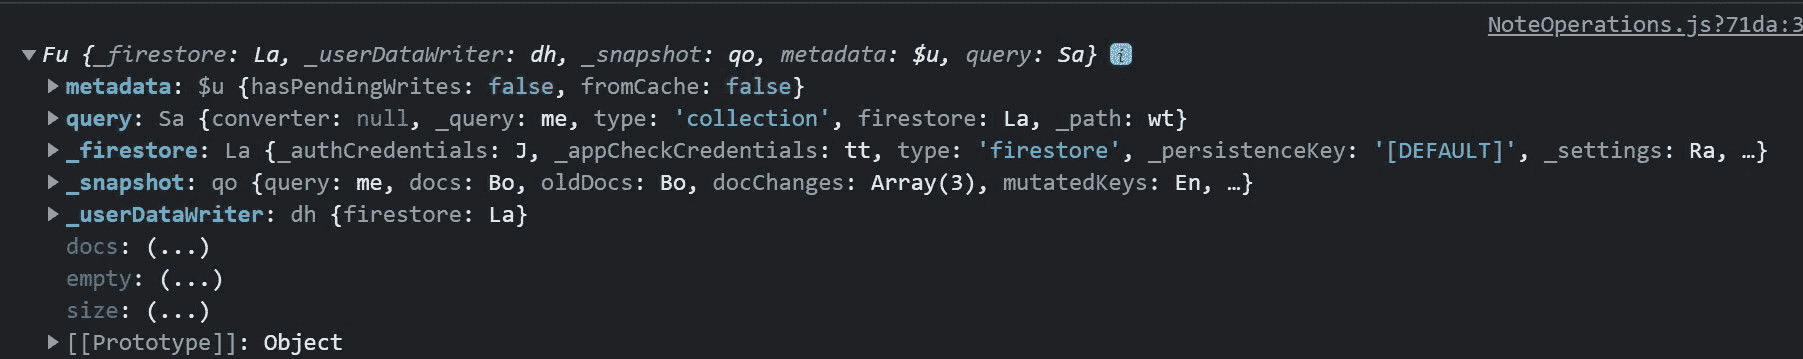 NoteOperations.js?71da:3
▼Fu {_firestore: La, _userDataWriter: dh, _snapshot: qo, metadata: $u, query: Sa} i
▶metadata: $u {hasPendingWrites: false, fromCache: false}
▶query: Sa {converter: null, _query: me, type: 'collection', firestore: La, _path: wt}
▶_firestore: La {_authCredentials: J, _appCheckCredentials: tt, type: 'firestore', _persistenceKey: '[DEFAULT]', _settings: Ra, …}
▶_snapshot: qo {query: me, docs: Bo, oldDocs: Bo, docChanges: Array(3), mutatedKeys: En, …}
▶_userDataWriter: dh {firestore: La}
docs: (...)
empty: (...)
size: (...)
▶[[Prototype]]: Object